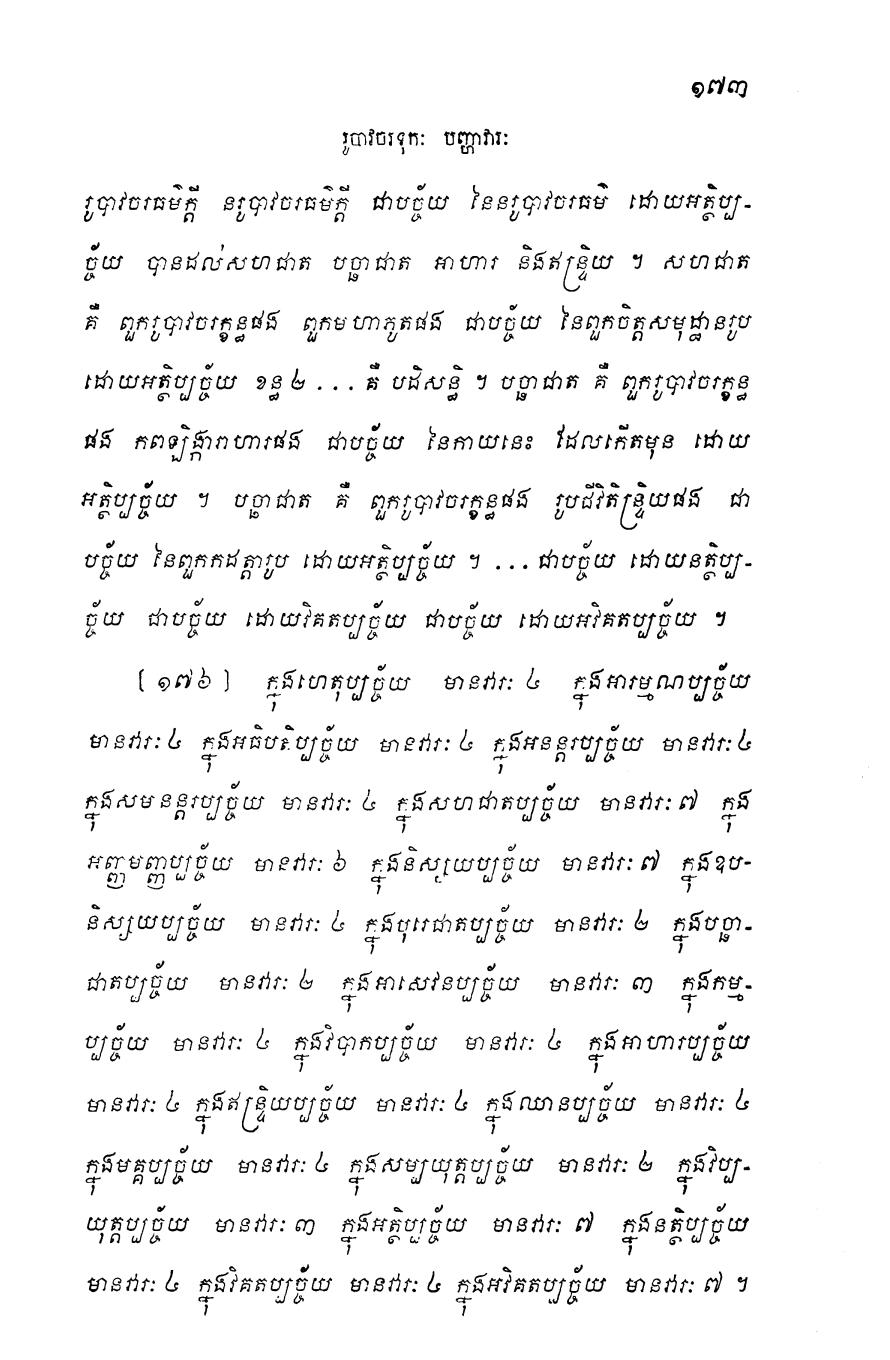 ១៧៣
រូបាវចរទុកៈ បញ្ហាវារៈ
រូបាវចរធម៌ក្តី នរូបាវចរធម៌ក្តី ជាបច្ច័យ នៃនរូបាវចរធម៌ ដោយអត្ថិប្ប-
ច្ច័យ បានដល់សហជាត បច្ឆាជាត អាហារ និងឥន្ទ្រិយ ។ សហជាត
គឺ ពួករូបាវចរក្ខន្ធផង ពួកមហាភូតផង ជាបច្ច័យ នៃពួកចិត្តសមុដ្ឋានរូប
ដោយអត្ថិប្បច្ច័យ ខន្ធ ២ ... គឺ បដិសន្ធិ ។ បច្ឆាជាត គឺ ពួករូបាវចរក្ខន្ធ
ផង កពឡិង្ការាហារផង ជាបច្ច័យ នៃកាយនេះ ដែលកើតមុន ដោយ
អត្ថិប្បច្ច័យ ។ បច្ឆាជាត គឺ ពួករូបាវចរក្ខន្ធផង រូបជីវិតិន្ទ្រិយផង ជា
បច្ច័យ នៃពួកកដត្តារូប ដោយអត្ថិប្បច្ច័យ ។ ... ជាបច្ច័យ ដោយនត្ថិប្ប-
ច្ច័យ ជាបច្ច័យ ដោយវិគតប្បច្ច័យ ជាបច្ច័យ ដោយអវិគតប្បច្ច័យ ។
[ ១៧៦ ] ក្នុងហេតុប្បច្ច័យ មានវារៈ ៤ ក្នុងអារម្មណប្បច្ច័យ
មានវារៈ ៤ ក្នុងអធិបតិប្បច្ច័យ មានវារៈ ៤ ក្នុងអនន្តរប្បច្ច័យ មានវារៈ ៤
ក្នុងសមនន្តរប្បច្ច័យ មានវារៈ ៤ ក្នុងសហជាតប្បច្ច័យ មានវារៈ ៧ ក្នុង
អញ្ញមញ្ញប្បច្ច័យ មានវារៈ ៦ ក្នុងនិស្សយប្បច្ច័យ មានវារៈ ៧ ក្នុងឧប-
និស្សយប្បច្ច័យ មានវារៈ ៤ ក្នុងបុរេជាតប្បច្ច័យ មានវារៈ ២ ក្នុងបច្ឆា-
ជាតប្បច្ច័យ មានវារៈ ២ ក្នុងអាសេវនប្បច្ច័យ មានវារៈ ៣ ក្នុងកម្ម-
ប្បច្ច័យ មានវារៈ ៤ ក្នុងវិបាកប្បច្ច័យ មានវារៈ ៤ ក្នុងអាហារប្បច្ច័យ
មានវារៈ ៤ ក្នុងឥន្ទ្រិយប្បច្ច័យ មានវារៈ ៤ ក្នុងឈានប្បច្ច័យ មានវារៈ ៤
ក្នុងមគ្គប្បច្ច័យ មានវារៈ ៤ ក្នុងសម្បយុត្តប្បច្ច័យ មានវារៈ ២ ក្នុងវិប្ប-
យុត្តប្បច្ច័យ មានវារៈ ៣ ក្នុងអត្ថិប្បច្ច័យ មានវារៈ ៧ ក្នុងនត្ថិប្បច្ច័យ
មានវារៈ ៤ ក្នុងវិគតប្បច្ច័យ មានវារៈ ៤ ក្នុងអវិគតប្បច្ច័យ មានវារៈ ៧ ។